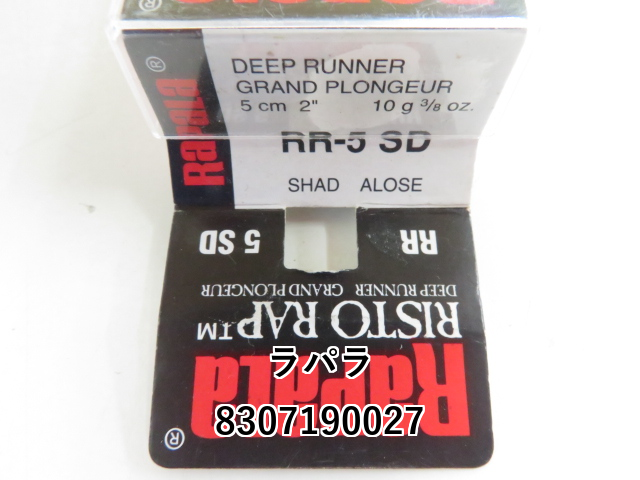 ®
DEEP RUNNER
GRAND PLONGEUR
5 cm 2" 10 g 3/8 oz.
RR-5 SD
SHAD ALOSE
RAPALA ®
RR 5 SD
DEEP RUNNER GRAND PLONGEUR
RISTO RAP™
RAPALA ®
ラパラ
8307190027